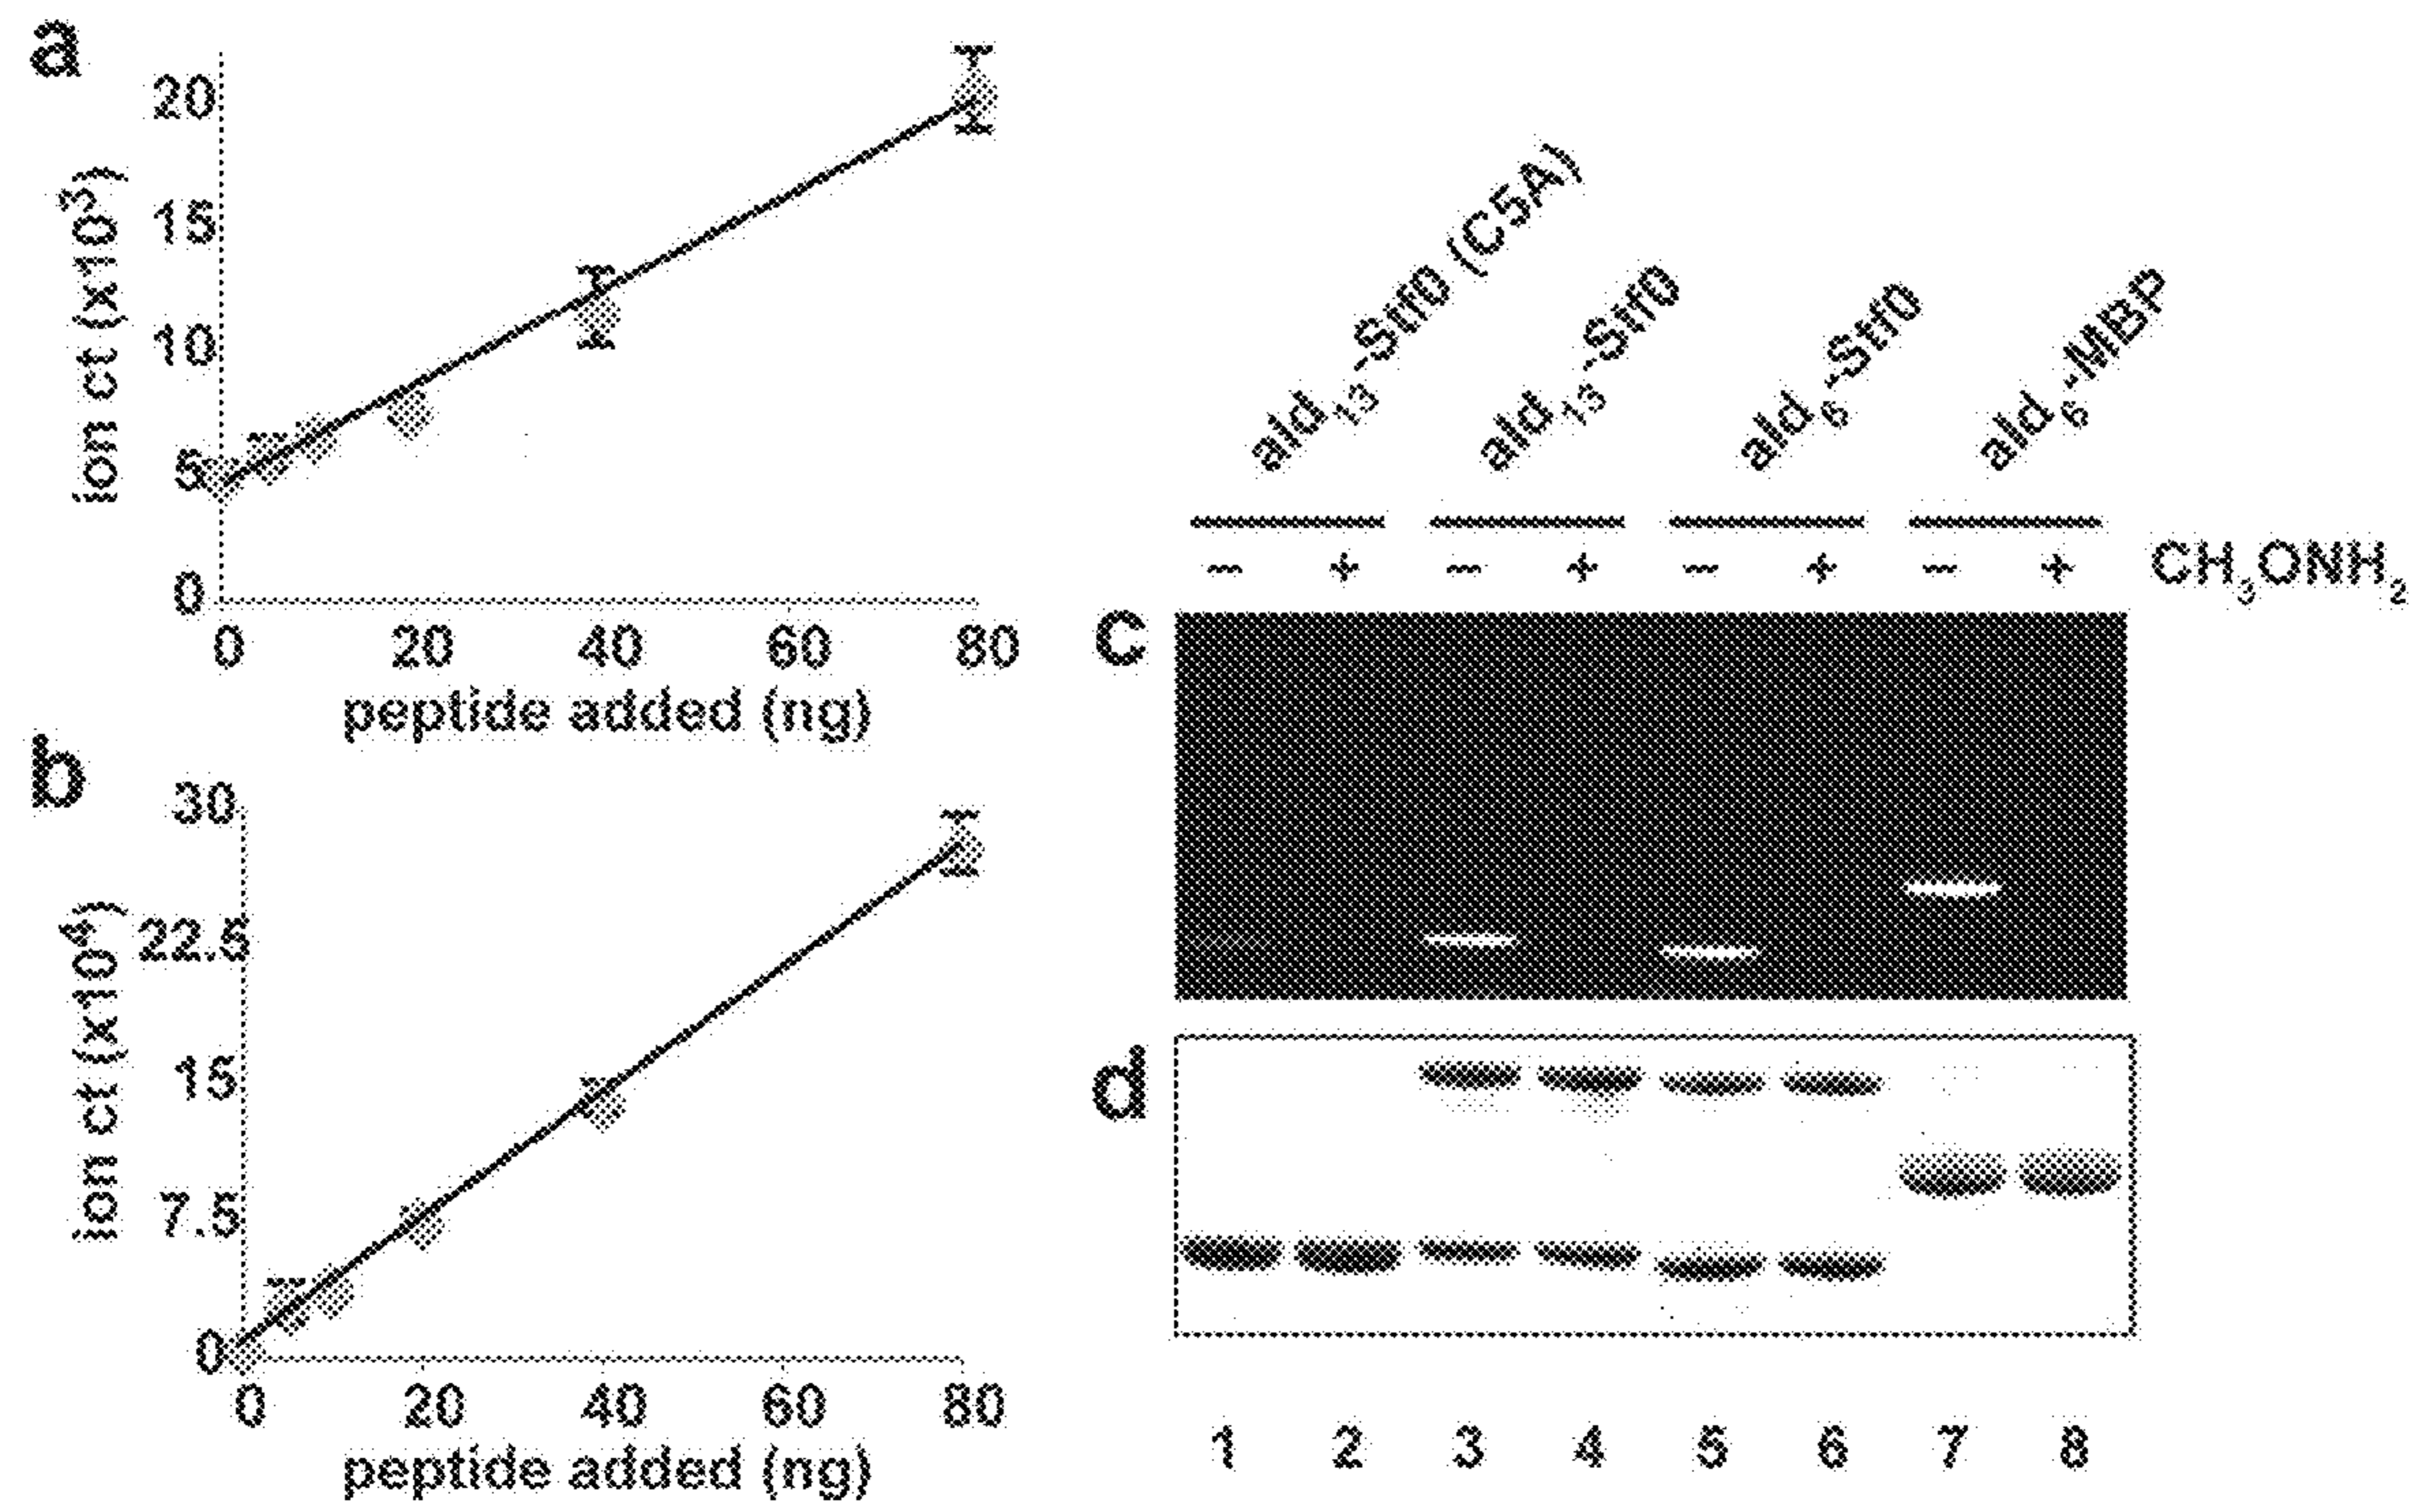 a
20
15
10
5
0
ion ct (x10³)
0 20 40 60 80
peptide added (ng)
b
30
22.5
15
7.5
0
ion ct (x10⁴)
0 20 40 60 80
peptide added (ng)
ald₁₃-Stf0 (C5A)
ald₁₃-Stf0
ald₆-Stf0
ald₆-MBP
− + − + − + − + CH₃ONH₂
c
d
1 2 3 4 5 6 7 8